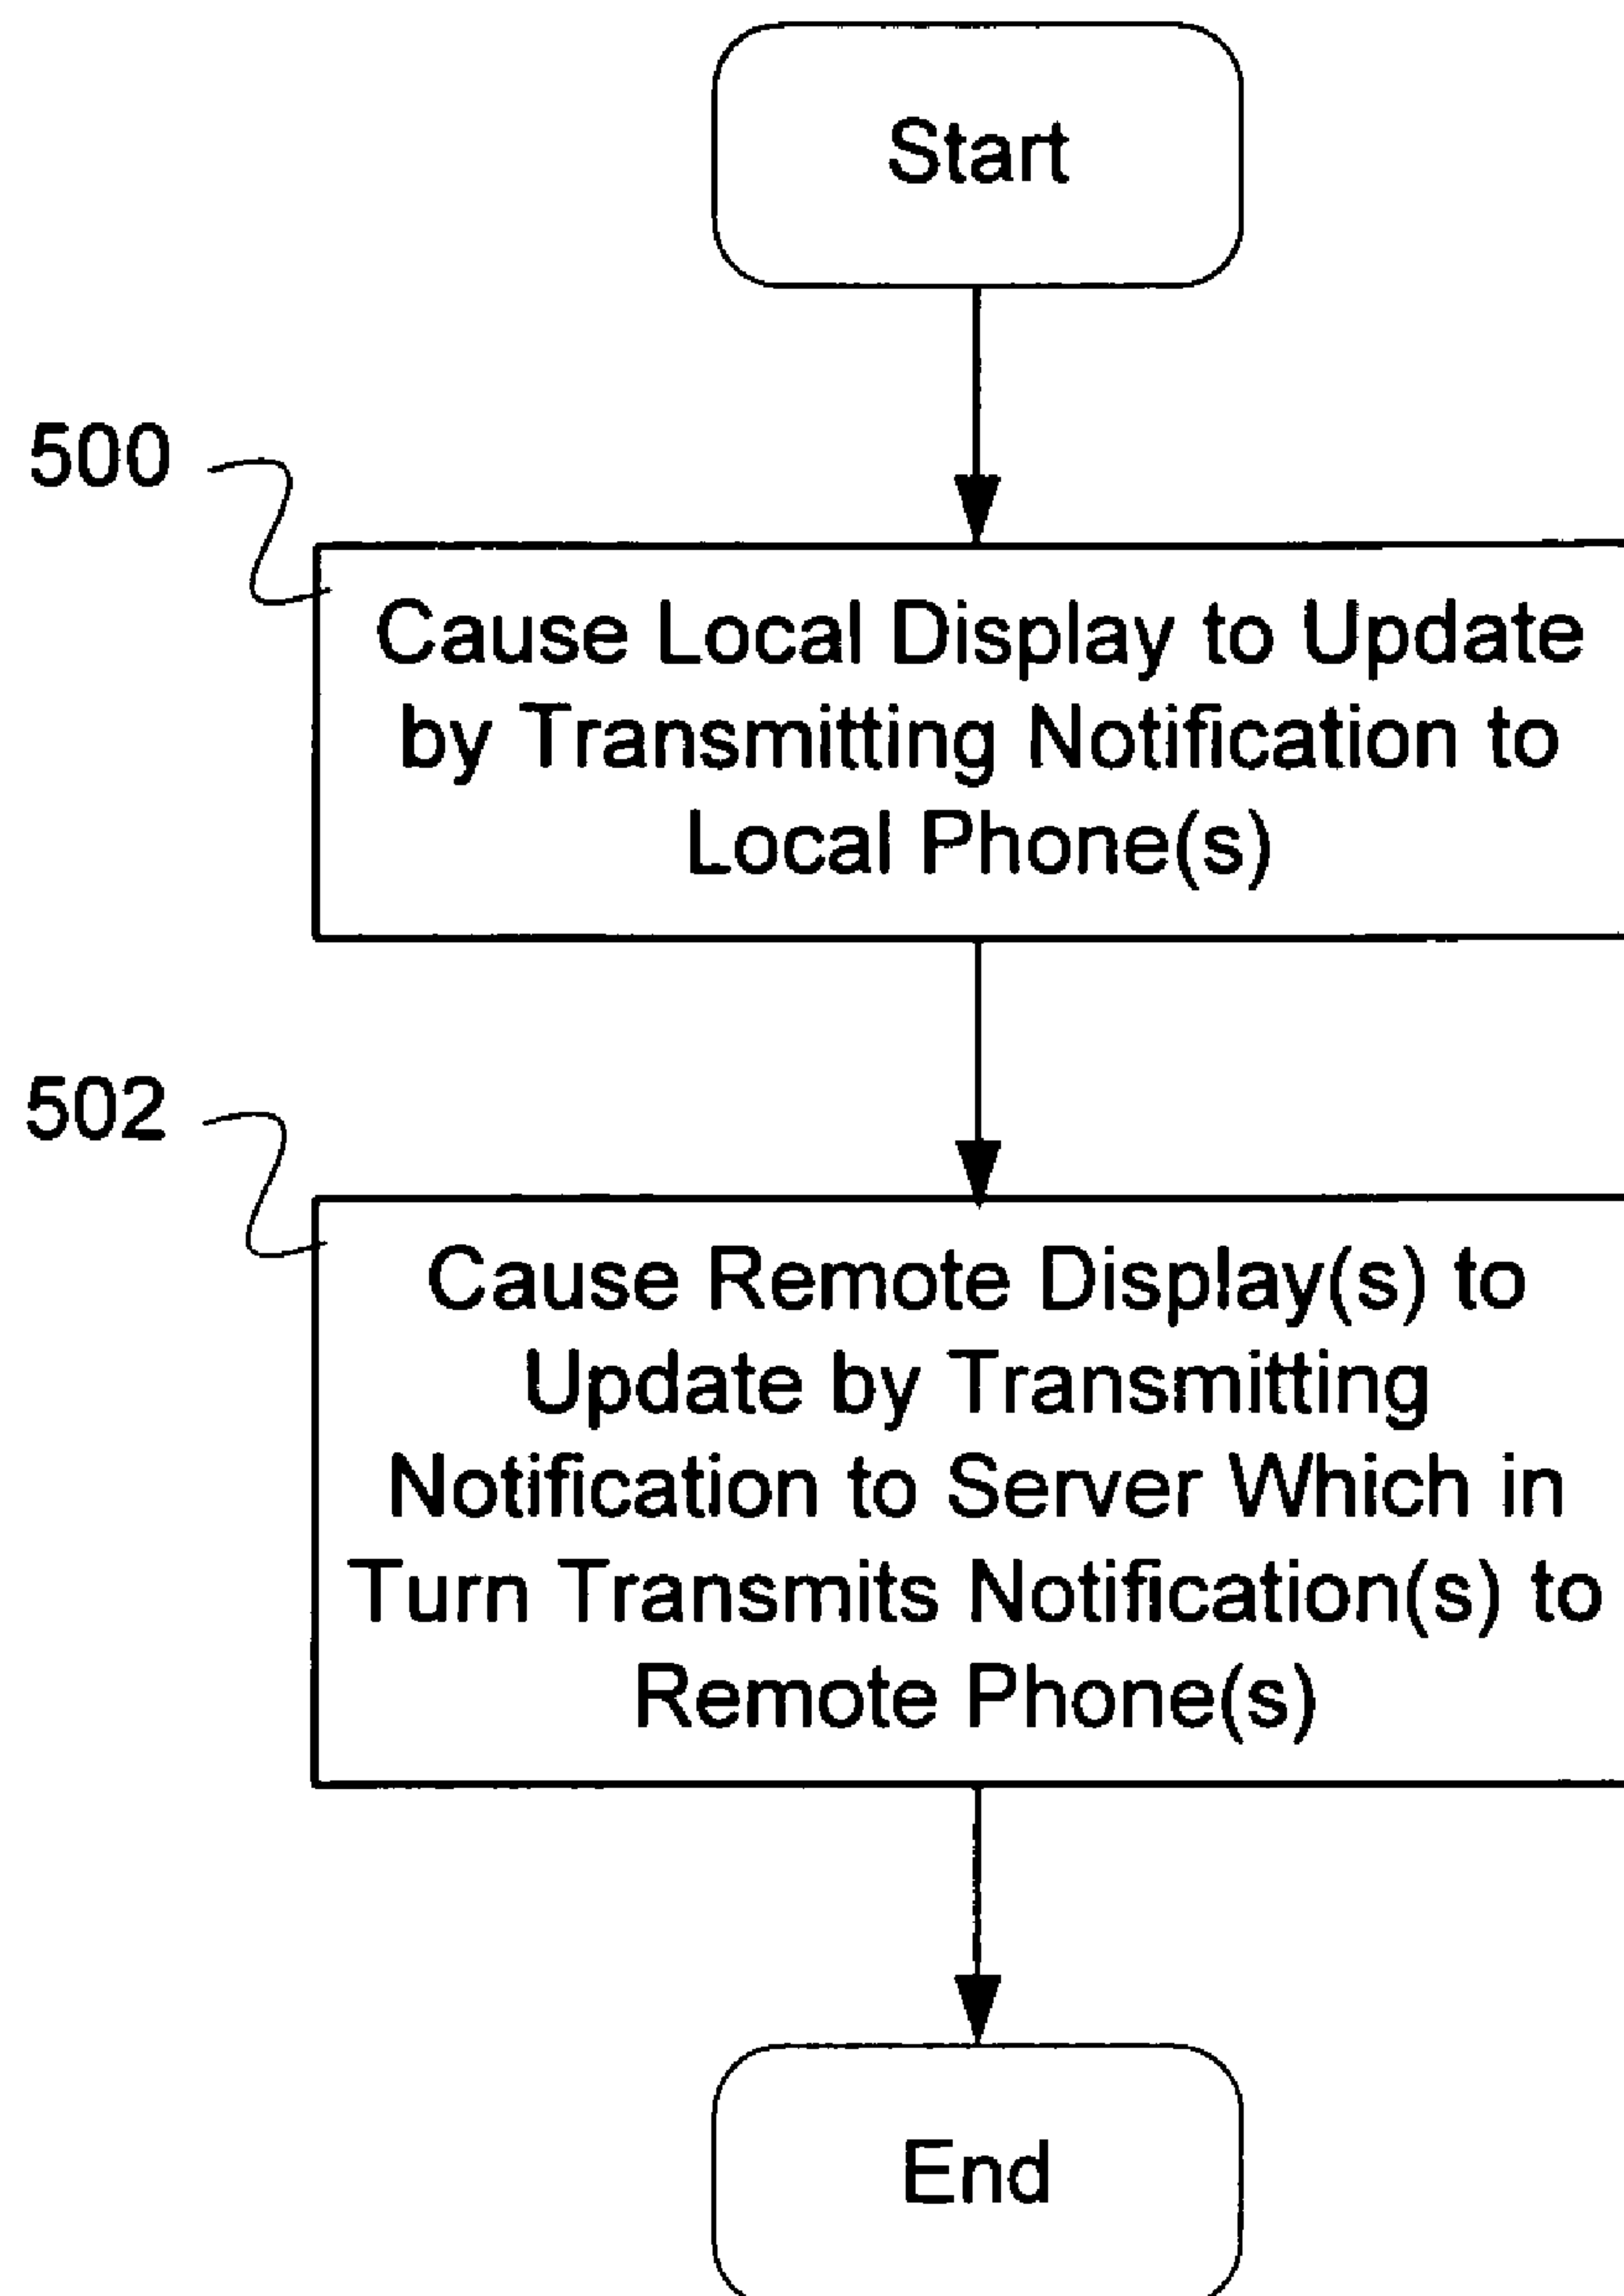 Start
500
Cause Local Display to Update
by Transmitting Notification to
Local Phone(s)
502
Cause Remote Display(s) to
Update by Transmitting
Notification to Server Which in
Turn Transmits Notification(s) to
Remote Phone(s)
End